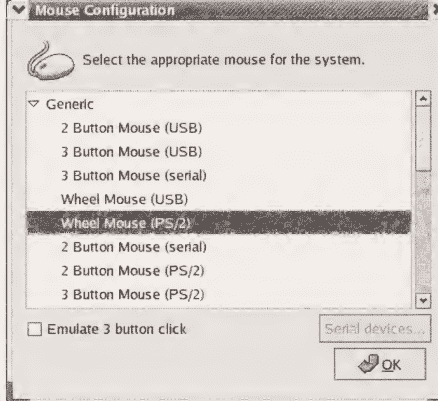 Mouse Configuration
Select the appropriate mouse for the system.
Generic
2 Button Mouse (USB)
3 Button Mouse (USB)
3 Button Mouse (serial)
Wheel Mouse (USB)
Wheel Mouse (PS/2)
2 Button Mouse (serial)
2 Button Mouse (PS/2)
3 Button Mouse (PS/2)
Emulate 3 button click
Serial devices...
OK